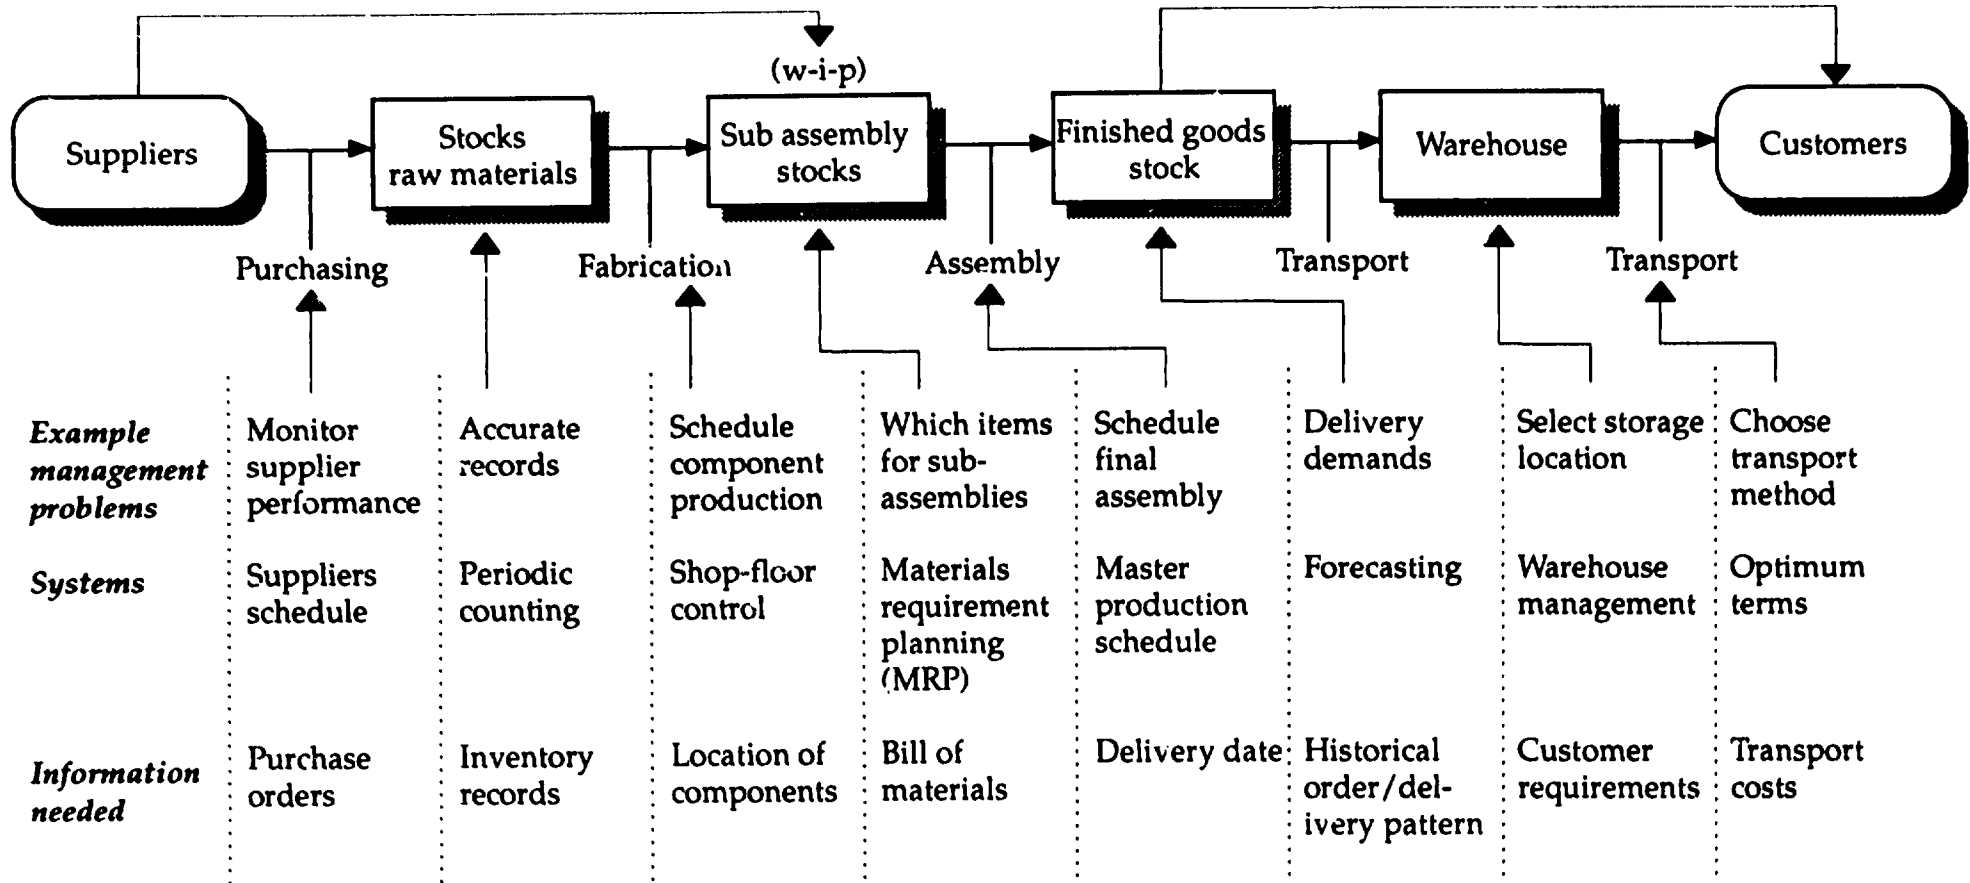 (w-i-p)
Suppliers
Stocks
raw materials
Sub assembly
stocks
Finished goods
stock
Warehouse
Customers
Purchasing
Fabrication
Assembly
Transport
Transport
Example
management
problems
Monitor
supplier
performance
Accurate
records
Schedule
component
production
Which items
for sub-
assemblies
Schedule
final
assembly
Delivery
demands
Select storage
location
Choose
transport
method
Systems
Suppliers
schedule
Periodic
counting
Shop-floor
control
Materials
requirement
planning
(MRP)
Master
production
schedule
Forecasting
Warehouse
management
Optimum
terms
Information
needed
Purchase
orders
Inventory
records
Location of
components
Bill of
materials
Delivery date
Historical
order/del-
ivery pattern
Customer
requirements
Transport
costs